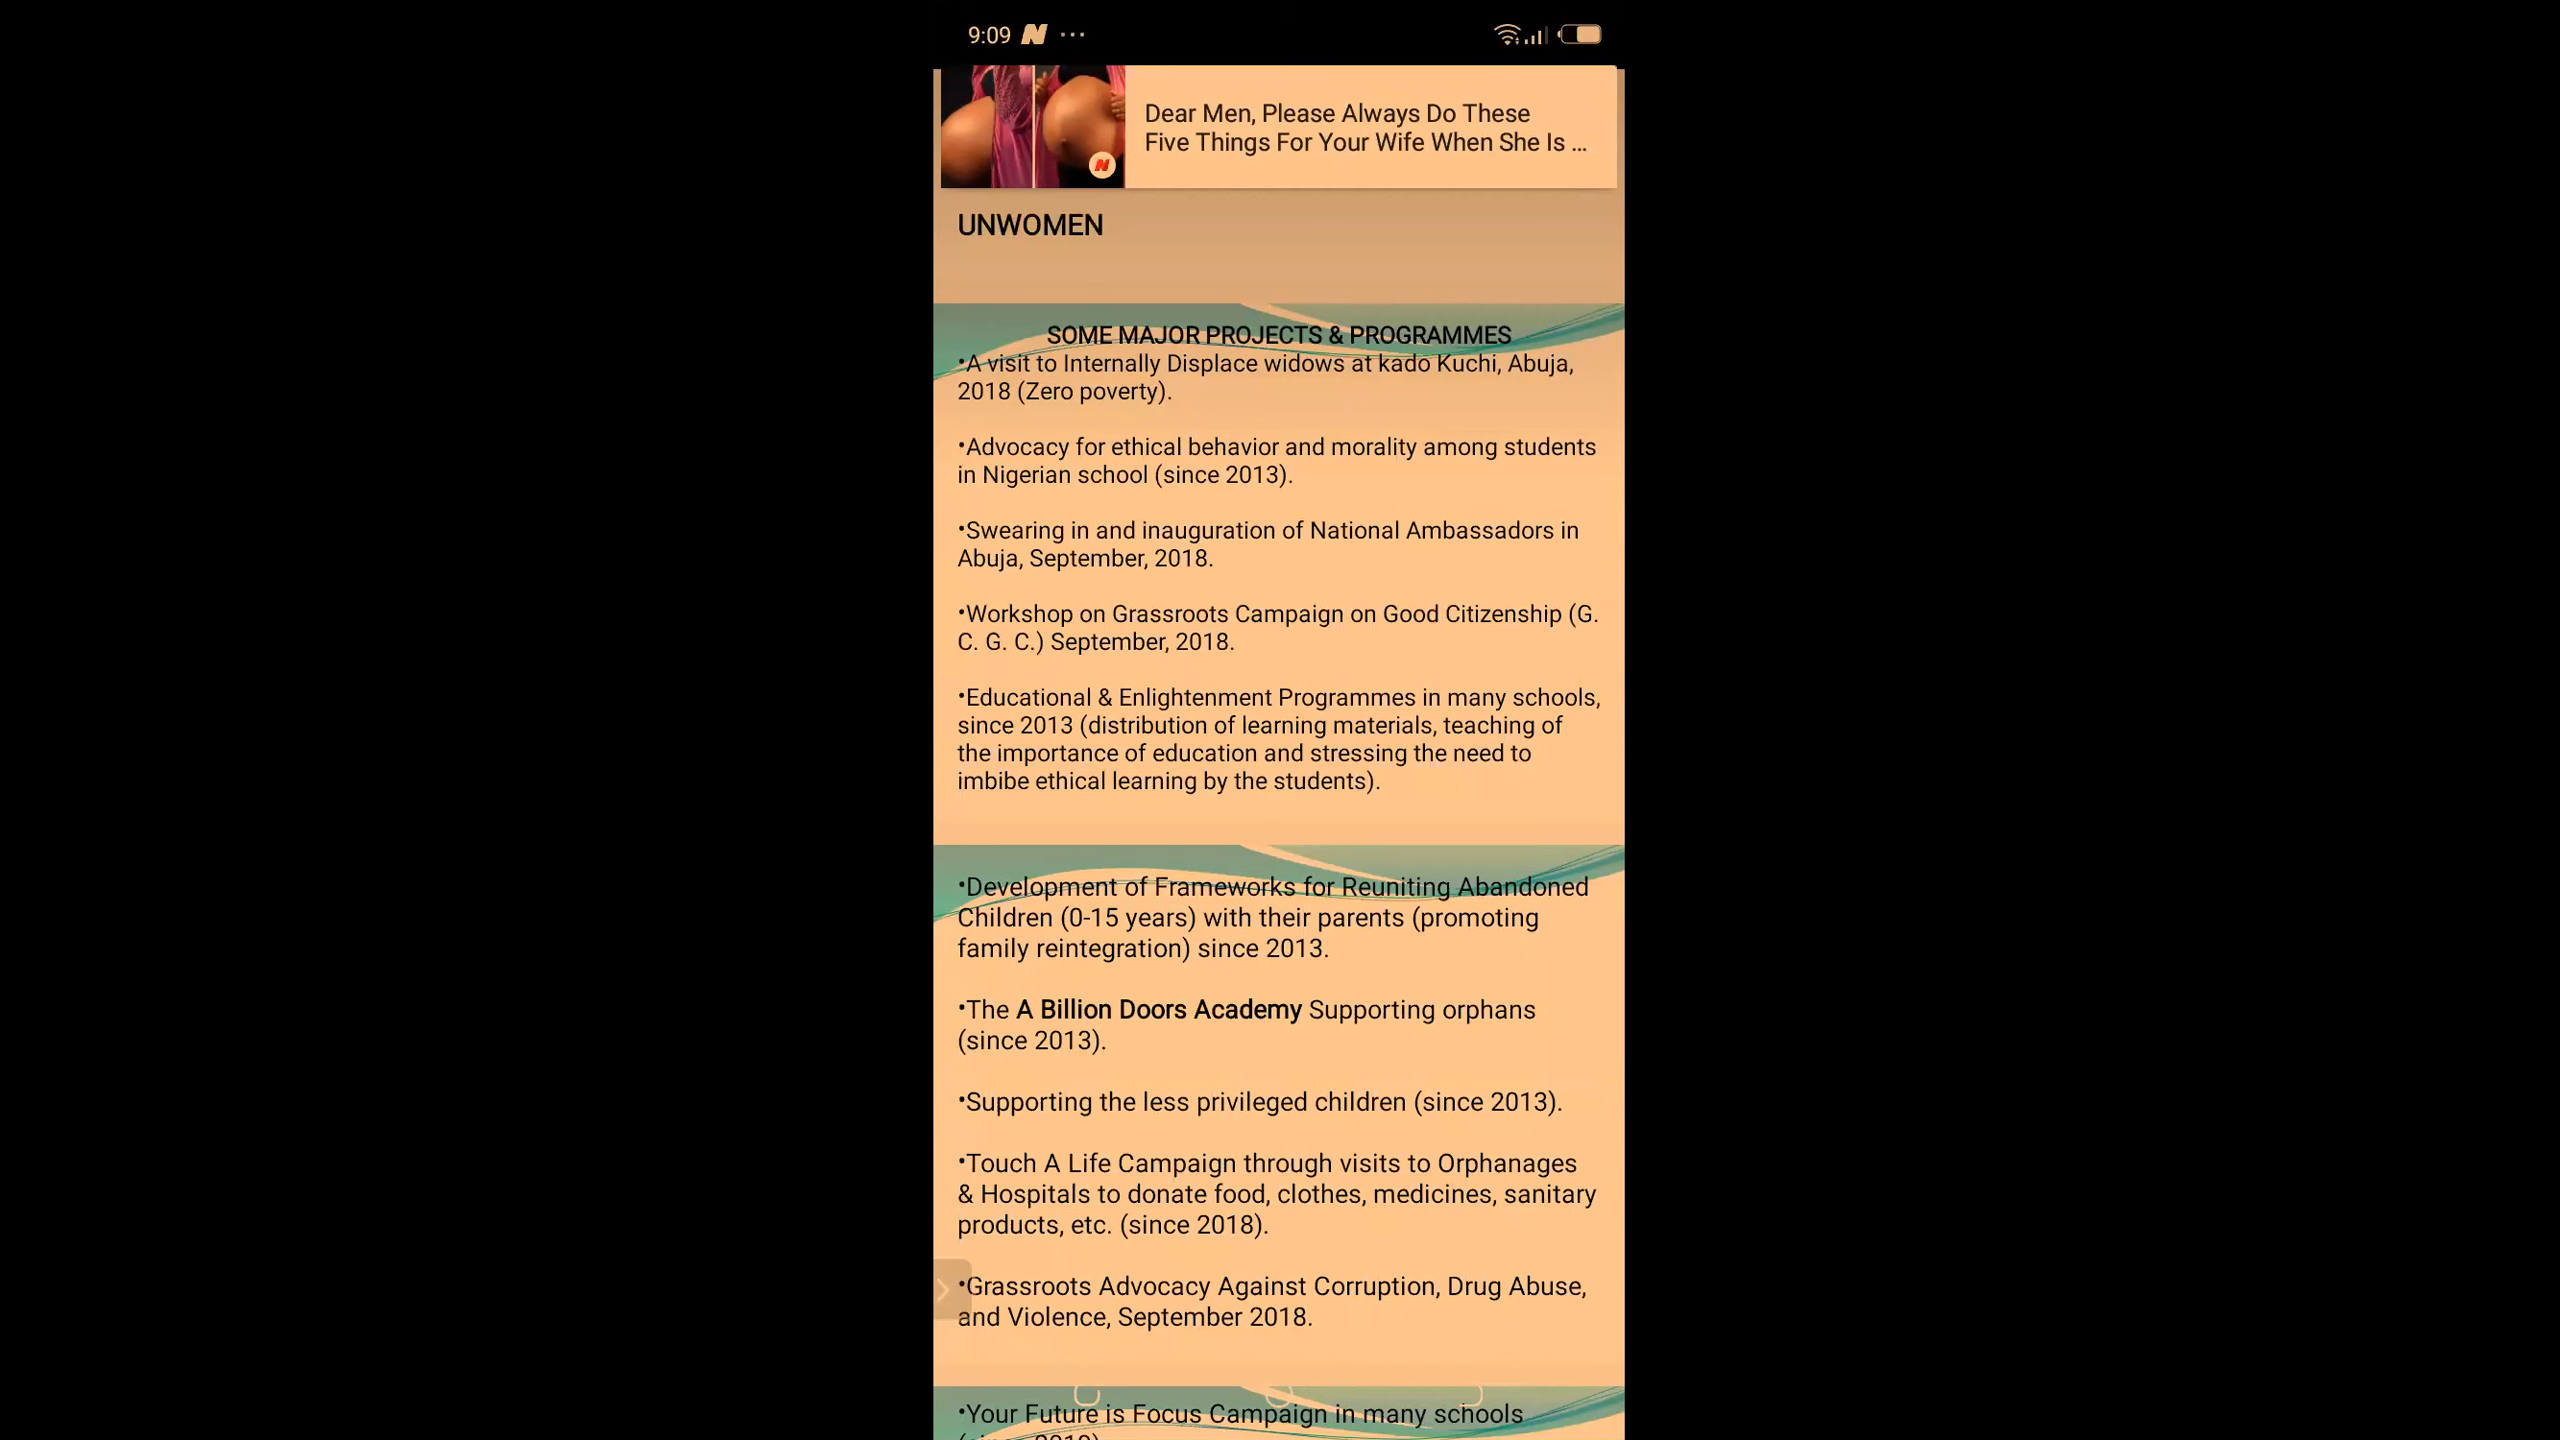 9:09
Dear Men, Please Always Do These
Five Things For Your Wife When She Is ...
UNWOMEN
SOME MAJOR PROJECTS & PROGRAMMES
•A visit to Internally Displace widows at kado Kuchi, Abuja,
2018 (Zero poverty).
•Advocacy for ethical behavior and morality among students
in Nigerian school (since 2013).
•Swearing in and inauguration of National Ambassadors in
Abuja, September, 2018.
•Workshop on Grassroots Campaign on Good Citizenship (G.
C. G. C.) September, 2018.
•Educational & Enlightenment Programmes in many schools,
since 2013 (distribution of learning materials, teaching of
the importance of education and stressing the need to
imbibe ethical learning by the students).
•Development of Frameworks for Reuniting Abandoned
Children (0-15 years) with their parents (promoting
family reintegration) since 2013.
•The A Billion Doors Academy Supporting orphans
(since 2013).
•Supporting the less privileged children (since 2013).
•Touch A Life Campaign through visits to Orphanages
& Hospitals to donate food, clothes, medicines, sanitary
products, etc. (since 2018).
•Grassroots Advocacy Against Corruption, Drug Abuse,
and Violence, September 2018.
•Your Future is Focus Campaign in many schools